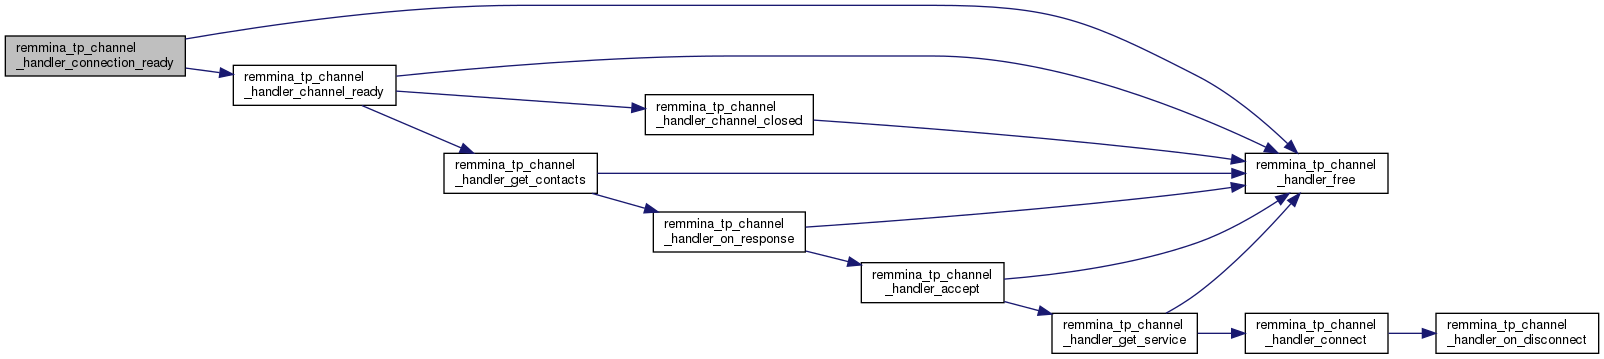 remmina_tp_channel
_handler_connection_ready
remmina_tp_channel
_handler_channel_ready
remmina_tp_channel
_handler_channel_closed
remmina_tp_channel
_handler_get_contacts
remmina_tp_channel
_handler_free
remmina_tp_channel
_handler_on_response
remmina_tp_channel
_handler_accept
remmina_tp_channel
_handler_get_service
remmina_tp_channel
_handler_connect
remmina_tp_channel
_handler_on_disconnect